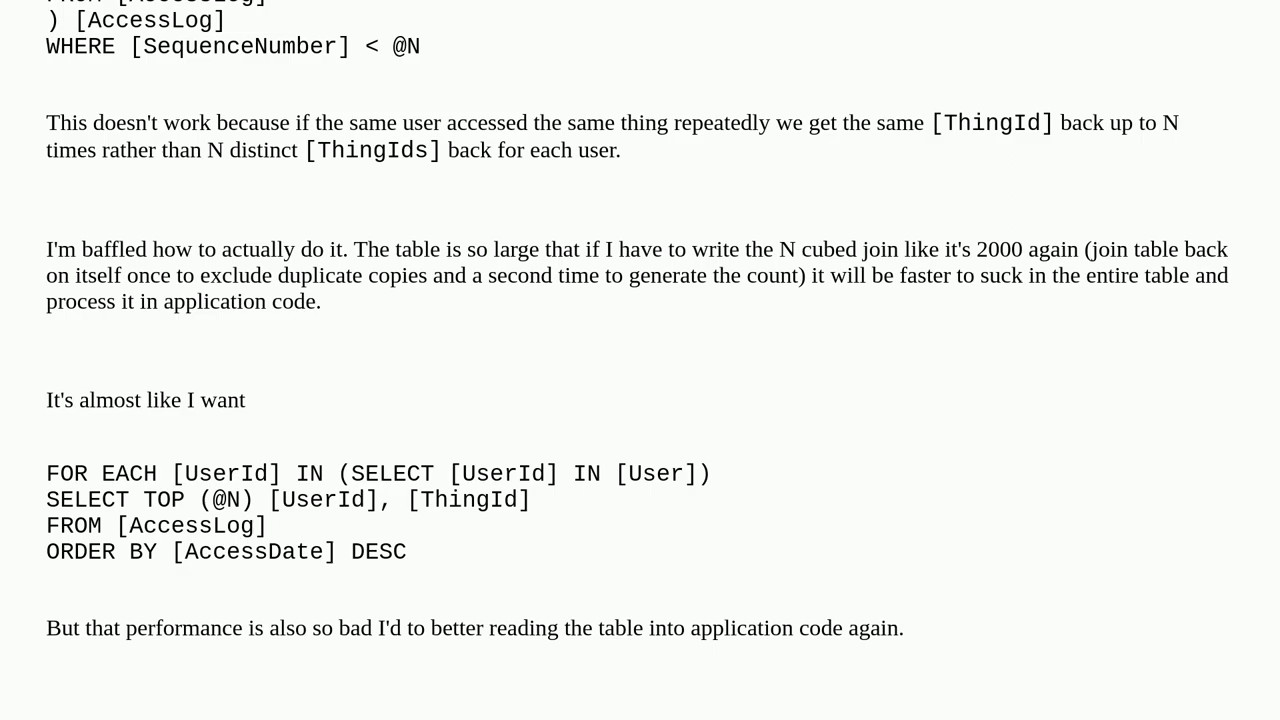 FROM [AccessLog]
) [AccessLog]
WHERE [SequenceNumber] < @N
This doesn't work because if the same user accessed the same thing repeatedly we get the same [ThingId] back up to N
times rather than N distinct [ThingIds] back for each user.
I'm baffled how to actually do it. The table is so large that if I have to write the N cubed join like it's 2000 again (join table back
on itself once to exclude duplicate copies and a second time to generate the count) it will be faster to suck in the entire table and
process it in application code.
It's almost like I want
FOR EACH [UserId] IN (SELECT [UserId] IN [User])
SELECT TOP (@N) [UserId], [ThingId]
FROM [AccessLog]
ORDER BY [AccessDate] DESC
But that performance is also so bad I'd to better reading the table into application code again.